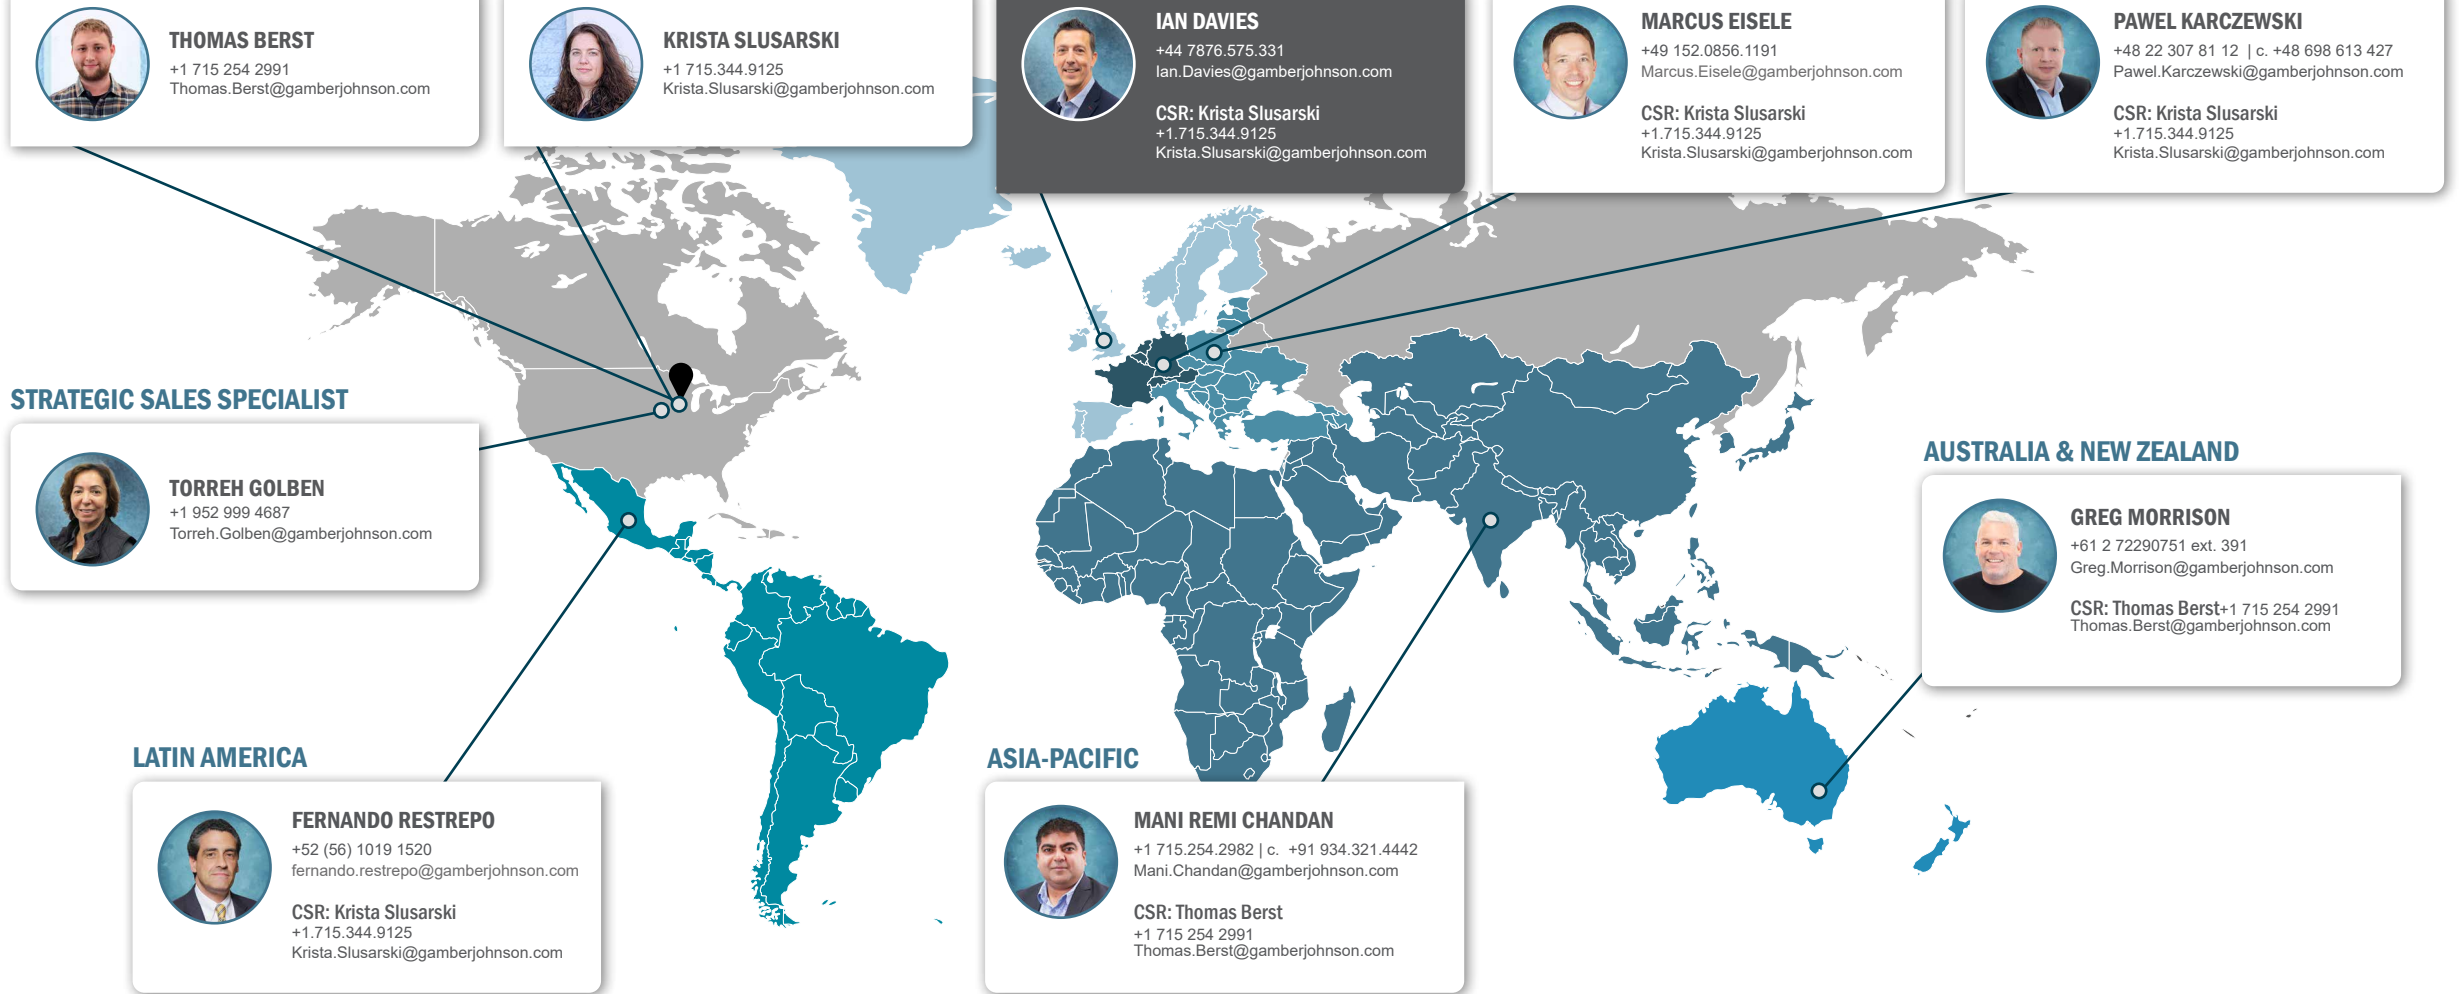 THOMAS BERST
+1 715 254 2991
Thomas.Berst@gamberjohnson.com
KRISTA SLUSARSKI
+1 715.344.9125
Krista.Slusarski@gamberjohnson.com
IAN DAVIES
+44 7876.575.331
Ian.Davies@gamberjohnson.com
CSR: Krista Slusarski
+1.715.344.9125
Krista.Slusarski@gamberjohnson.com
MARCUS EISELE
+49 152.0856.1191
Marcus.Eisele@gamberjohnson.com
CSR: Krista Slusarski
+1.715.344.9125
Krista.Slusarski@gamberjohnson.com
PAWEL KARCZEWSKI
+48 22 307 81 12 | c. +48 698 613 427
Pawel.Karczewski@gamberjohnson.com
CSR: Krista Slusarski
+1.715.344.9125
Krista.Slusarski@gamberjohnson.com
STRATEGIC SALES SPECIALIST
TORREH GOLBEN
+1 952 999 4687
Torreh.Golben@gamberjohnson.com
AUSTRALIA & NEW ZEALAND
GREG MORRISON
+61 2 72290751 ext. 391
Greg.Morrison@gamberjohnson.com
CSR: Thomas Berst+1 715 254 2991
Thomas.Berst@gamberjohnson.com
LATIN AMERICA
FERNANDO RESTREPO
+52 (56) 1019 1520
fernando.restrepo@gamberjohnson.com
CSR: Krista Slusarski
+1.715.344.9125
Krista.Slusarski@gamberjohnson.com
ASIA-PACIFIC
MANI REMI CHANDAN
+1 715.254.2982 | c. +91 934.321.4442
Mani.Chandan@gamberjohnson.com
CSR: Thomas Berst
+1 715 254 2991
Thomas.Berst@gamberjohnson.com